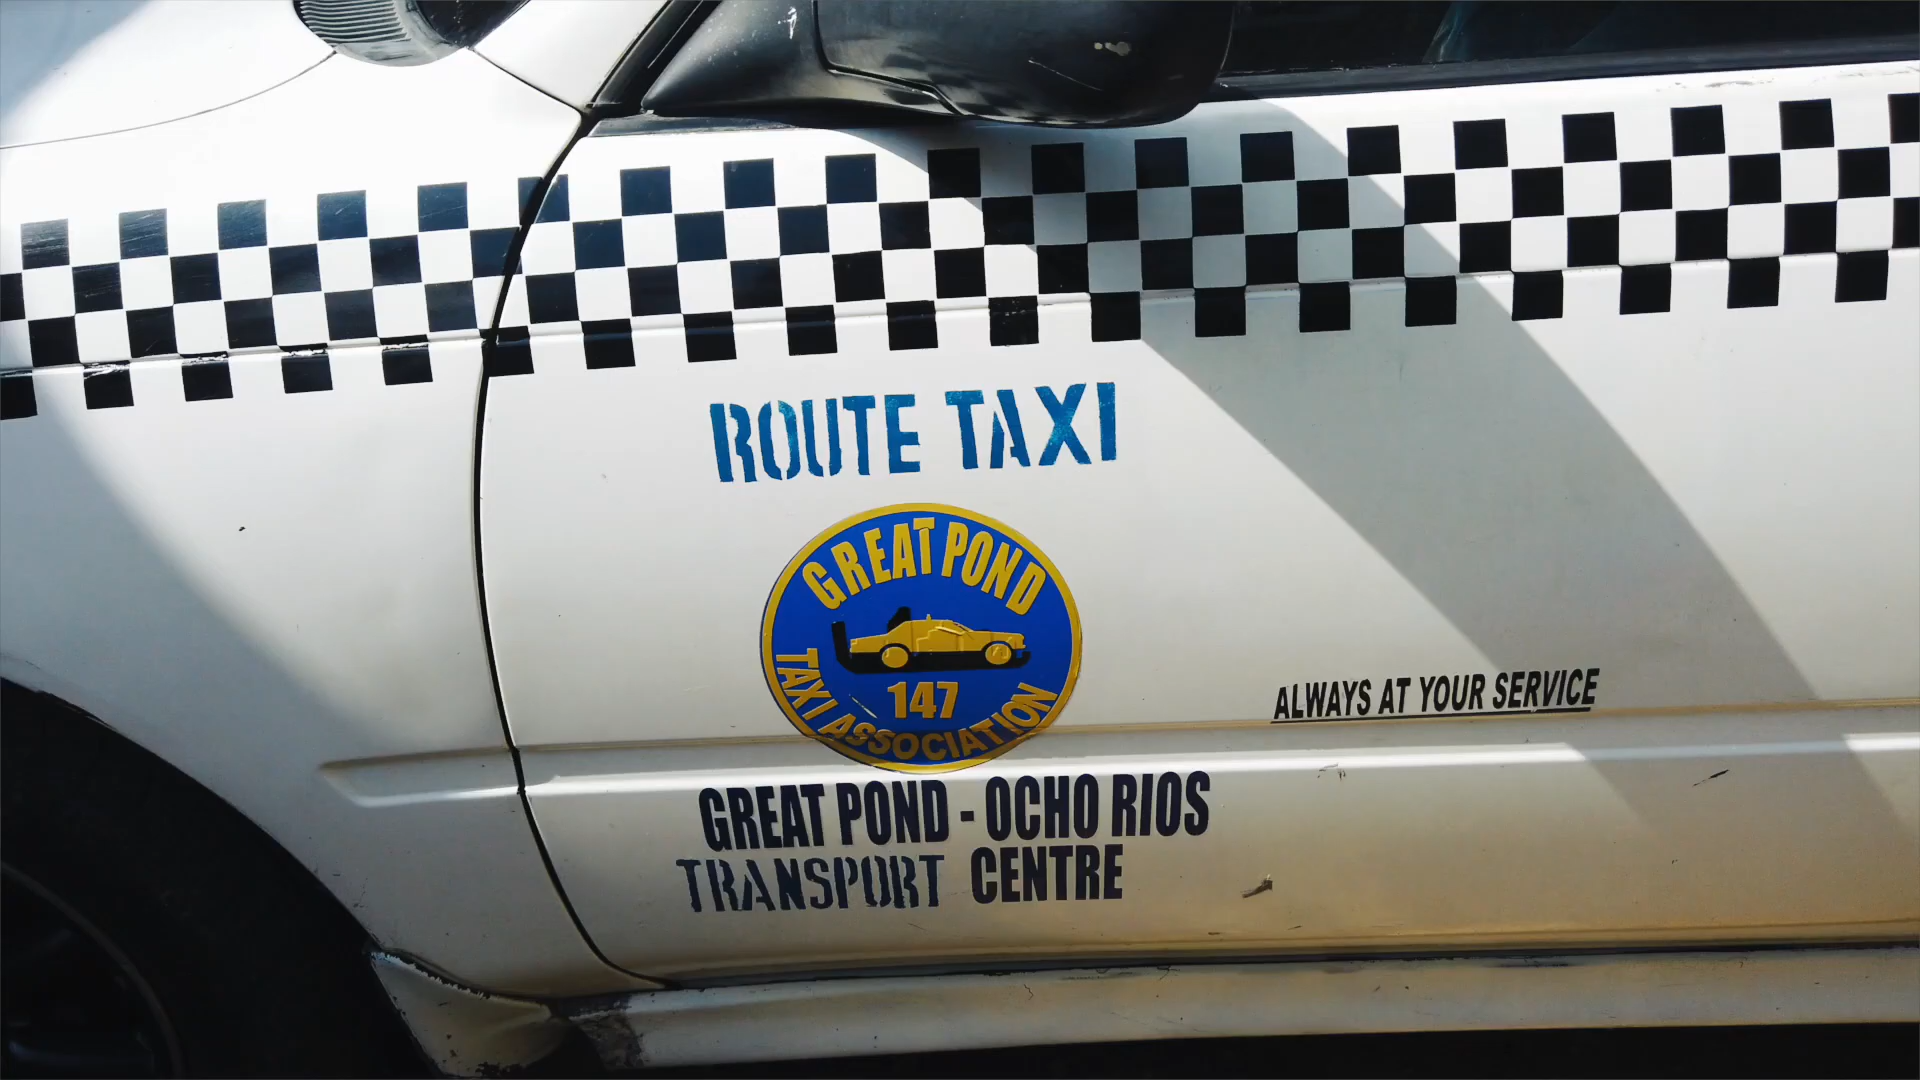 ROUTE TAXI
GREAT POND
147
TAXI ASSOCIATION
ALWAYS AT YOUR SERVICE
GREAT POND - OCHO RIOS
TRANSPORT CENTRE